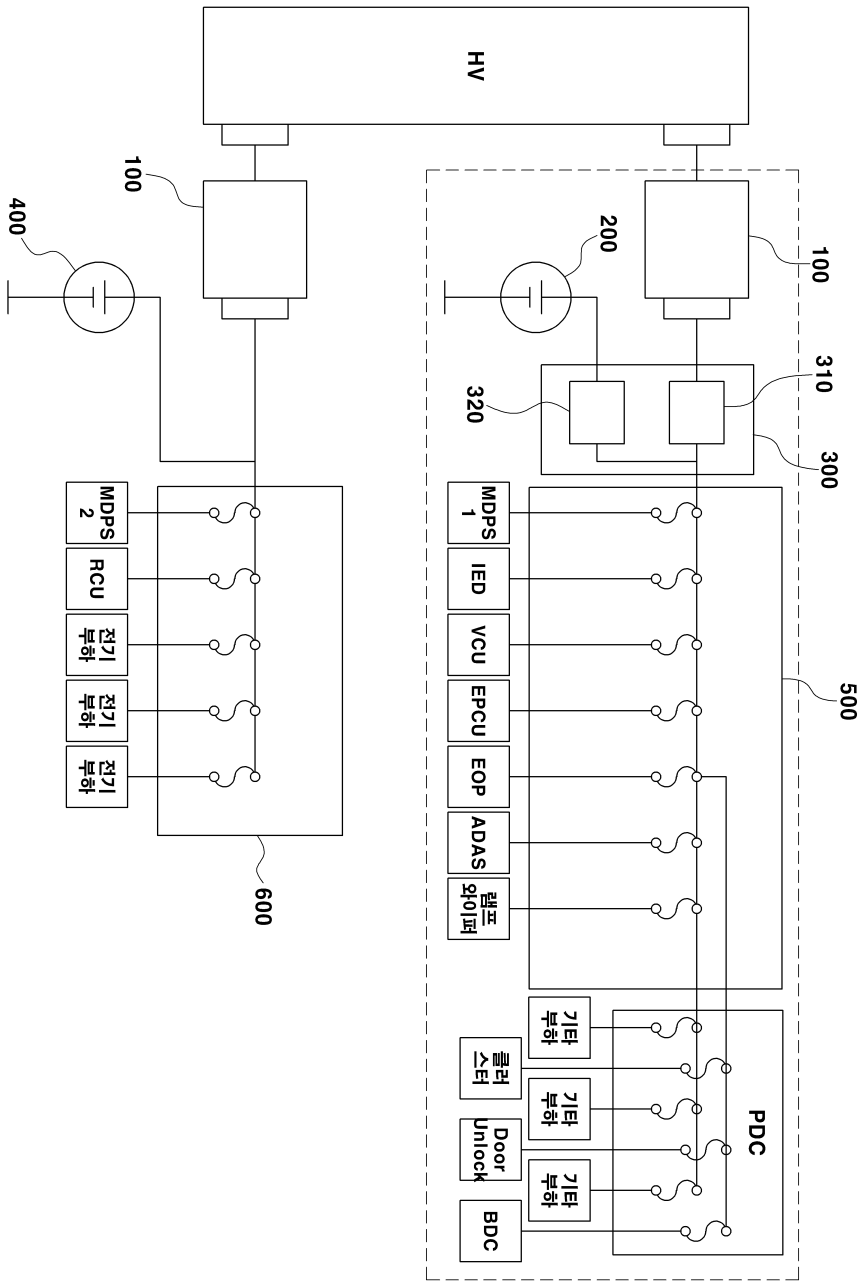 500
100
310
300
PDC
200
320
HV
기타
부하
기타
부하
기타
부하
MDPS
1
IED
VCU
EPCU
EOP
ADAS
램프
와이퍼
클러
스터
Door
Unlock
BDC
600
100
400
MDPS
2
RCU
전기
부하
전기
부하
전기
부하